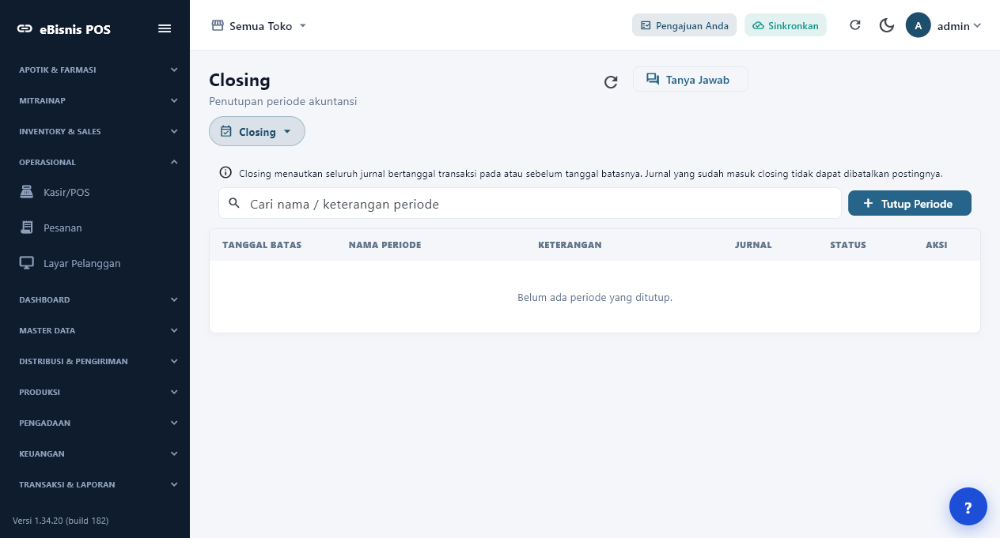 eBisnis POS
Semua Toko
Pengajuan Anda
Sinkronkan
A
admin
APOTIK & FARMASI
MITRAINAP
INVENTORY & SALES
OPERASIONAL
Kasir/POS
Pesanan
Layar Pelanggan
DASHBOARD
MASTER DATA
DISTRIBUSI & PENGIRIMAN
PRODUKSI
PENGADAAN
KEUANGAN
TRANSAKSI & LAPORAN
Versi 1.34.20 (build 182)
Closing
Tanya Jawab
Penutupan periode akuntansi
Closing
Closing menautkan seluruh jurnal bertanggal transaksi pada atau sebelum tanggal batasnya. Jurnal yang sudah masuk closing tidak dapat dibatalkan postingnya.
Cari nama / keterangan periode
Tutup Periode
TANGGAL BATAS NAMA PERIODE KETERANGAN JURNAL STATUS AKSI
Belum ada periode yang ditutup.
?